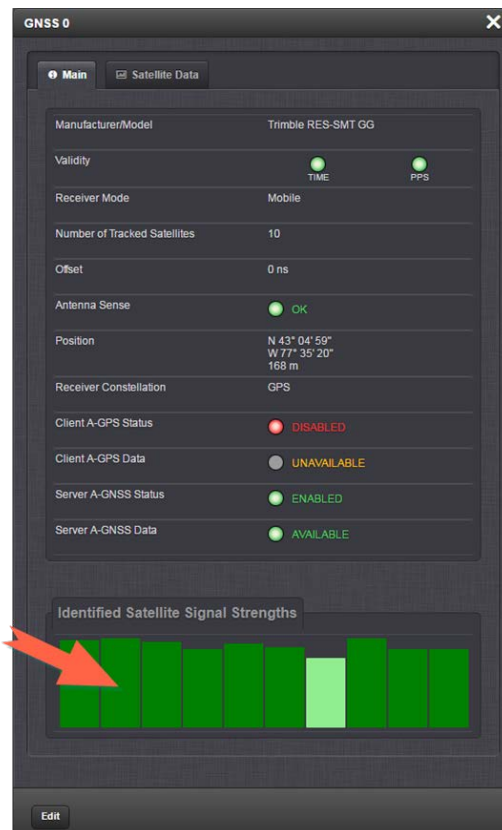 GNSS 0
Main
Satellite Data
Manufacturer/Model Trimble RES-SMT GG
Validity
TIME PPS
Receiver Mode Mobile
Number of Tracked Satellites 10
Offset 0 ns
Antenna Sense OK
Position N 43° 04' 59"
W 77° 35' 20"
168 m
Receiver Constellation GPS
Client A-GPS Status DISABLED
Client A-GPS Data UNAVAILABLE
Server A-GNSS Status ENABLED
Server A-GNSS Data AVAILABLE
Identified Satellite Signal Strengths
Edit